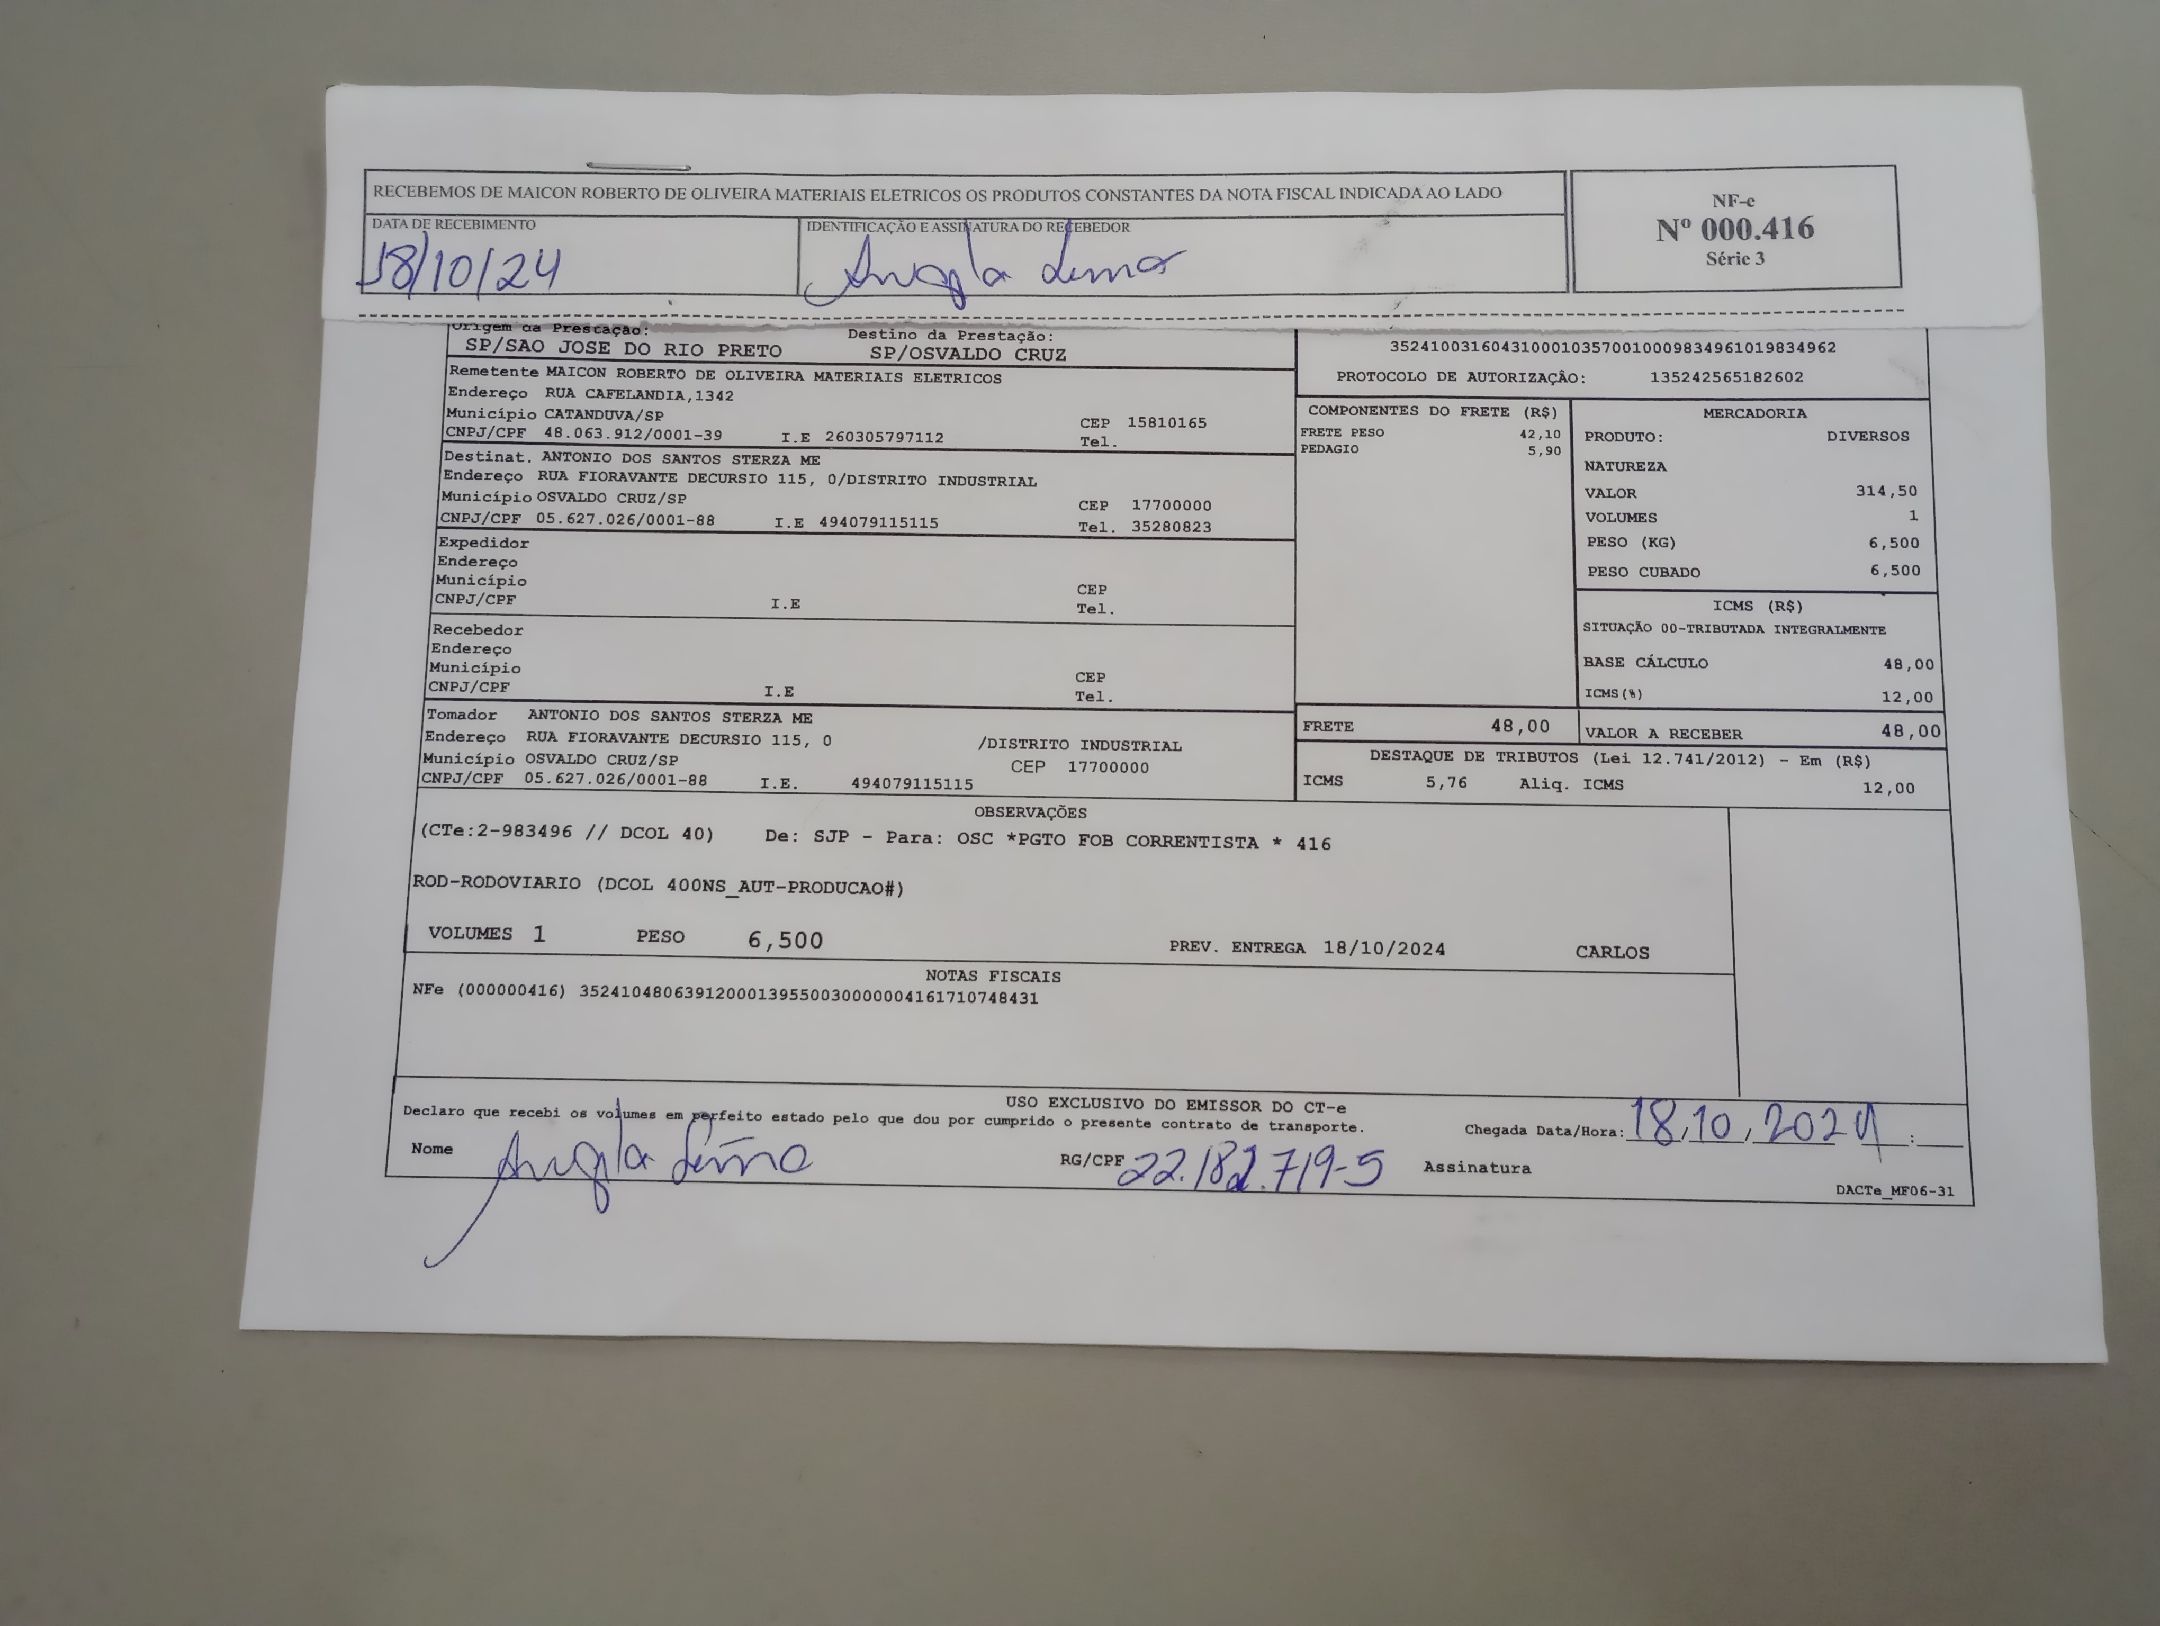 RECEBEMOS DE MAICON ROBERTO DE OLIVEIRA MATERIAIS ELETRICOS OS PRODUTOS CONSTANTES DA NOTA FISCAL INDICADA AO LADO
DATA DE RECEBIMENTO
18/10/24
IDENTIFICAÇÃO E ASSINATURA DO RECEBEDOR
Angela Lima
NF-e
Nº 000.416
Série 3
Origem da Prestação:
SP/SAO JOSE DO RIO PRETO
Destino da Prestação:
SP/OSVALDO CRUZ
35241003160431000103570010009834961019834962
PROTOCOLO DE AUTORIZAÇÃO: 135242565182602
Remetente MAICON ROBERTO DE OLIVEIRA MATERIAIS ELETRICOS
Endereço RUA CAFELANDIA,1342
Município CATANDUVA/SP CEP 15810165
CNPJ/CPF 48.063.912/0001-39 I.E 260305797112 Tel.
Destinat. ANTONIO DOS SANTOS STERZA ME
Endereço RUA FIORAVANTE DECURSIO 115, 0/DISTRITO INDUSTRIAL
Município OSVALDO CRUZ/SP CEP 17700000
CNPJ/CPF 05.627.026/0001-88 I.E 494079115115 Tel. 35280823
Expedidor
Endereço
Município CEP
CNPJ/CPF I.E Tel.
Recebedor
Endereço
Município CEP
CNPJ/CPF I.E Tel.
Tomador ANTONIO DOS SANTOS STERZA ME
Endereço RUA FIORAVANTE DECURSIO 115, 0 /DISTRITO INDUSTRIAL
Município OSVALDO CRUZ/SP CEP 17700000
CNPJ/CPF 05.627.026/0001-88 I.E. 494079115115
COMPONENTES DO FRETE (R$)
FRETE PESO 42,10
PEDAGIO 5,90
MERCADORIA
PRODUTO: DIVERSOS
NATUREZA
VALOR 314,50
VOLUMES 1
PESO (KG) 6,500
PESO CUBADO 6,500
ICMS (R$)
SITUAÇÃO 00-TRIBUTADA INTEGRALMENTE
BASE CÁLCULO 48,00
ICMS(%) 12,00
FRETE 48,00
VALOR A RECEBER 48,00
DESTAQUE DE TRIBUTOS (Lei 12.741/2012) - Em (R$)
ICMS 5,76 Aliq. ICMS 12,00
OBSERVAÇÕES
(CTe:2-983496 // DCOL 40) De: SJP - Para: OSC *PGTO FOB CORRENTISTA * 416
ROD-RODOVIARIO (DCOL 400NS_AUT-PRODUCAO#)
VOLUMES 1 PESO 6,500 PREV. ENTREGA 18/10/2024 CARLOS
NOTAS FISCAIS
NFe (000000416) 35241048063912000139550030000004161710748431
USO EXCLUSIVO DO EMISSOR DO CT-e
Declaro que recebi os volumes em perfeito estado pelo que dou por cumprido o presente contrato de transporte.
Chegada Data/Hora: 18,10,2024 :
Nome Angela Lima RG/CPF 22.182.719-5 Assinatura
DACTe_MF06-31